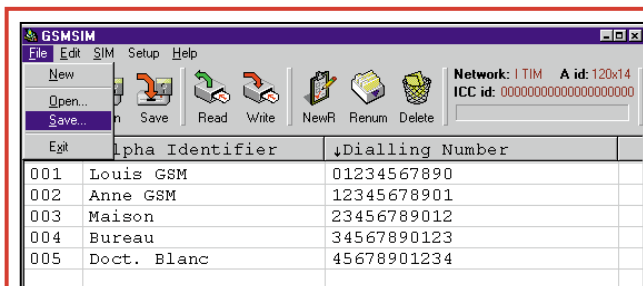 GSMSIM
File Edit SIM Setup Help
New
Open...
Save...
Exit
Save Read Write NewR Renum Delete
Network: I TIM A id: 120x14
ICC id: 00000000000000000000
lpha Identifier ↓Dialling Number
001 Louis GSM 01234567890
002 Anne GSM 12345678901
003 Maison 23456789012
004 Bureau 34567890123
005 Doct. Blanc 45678901234